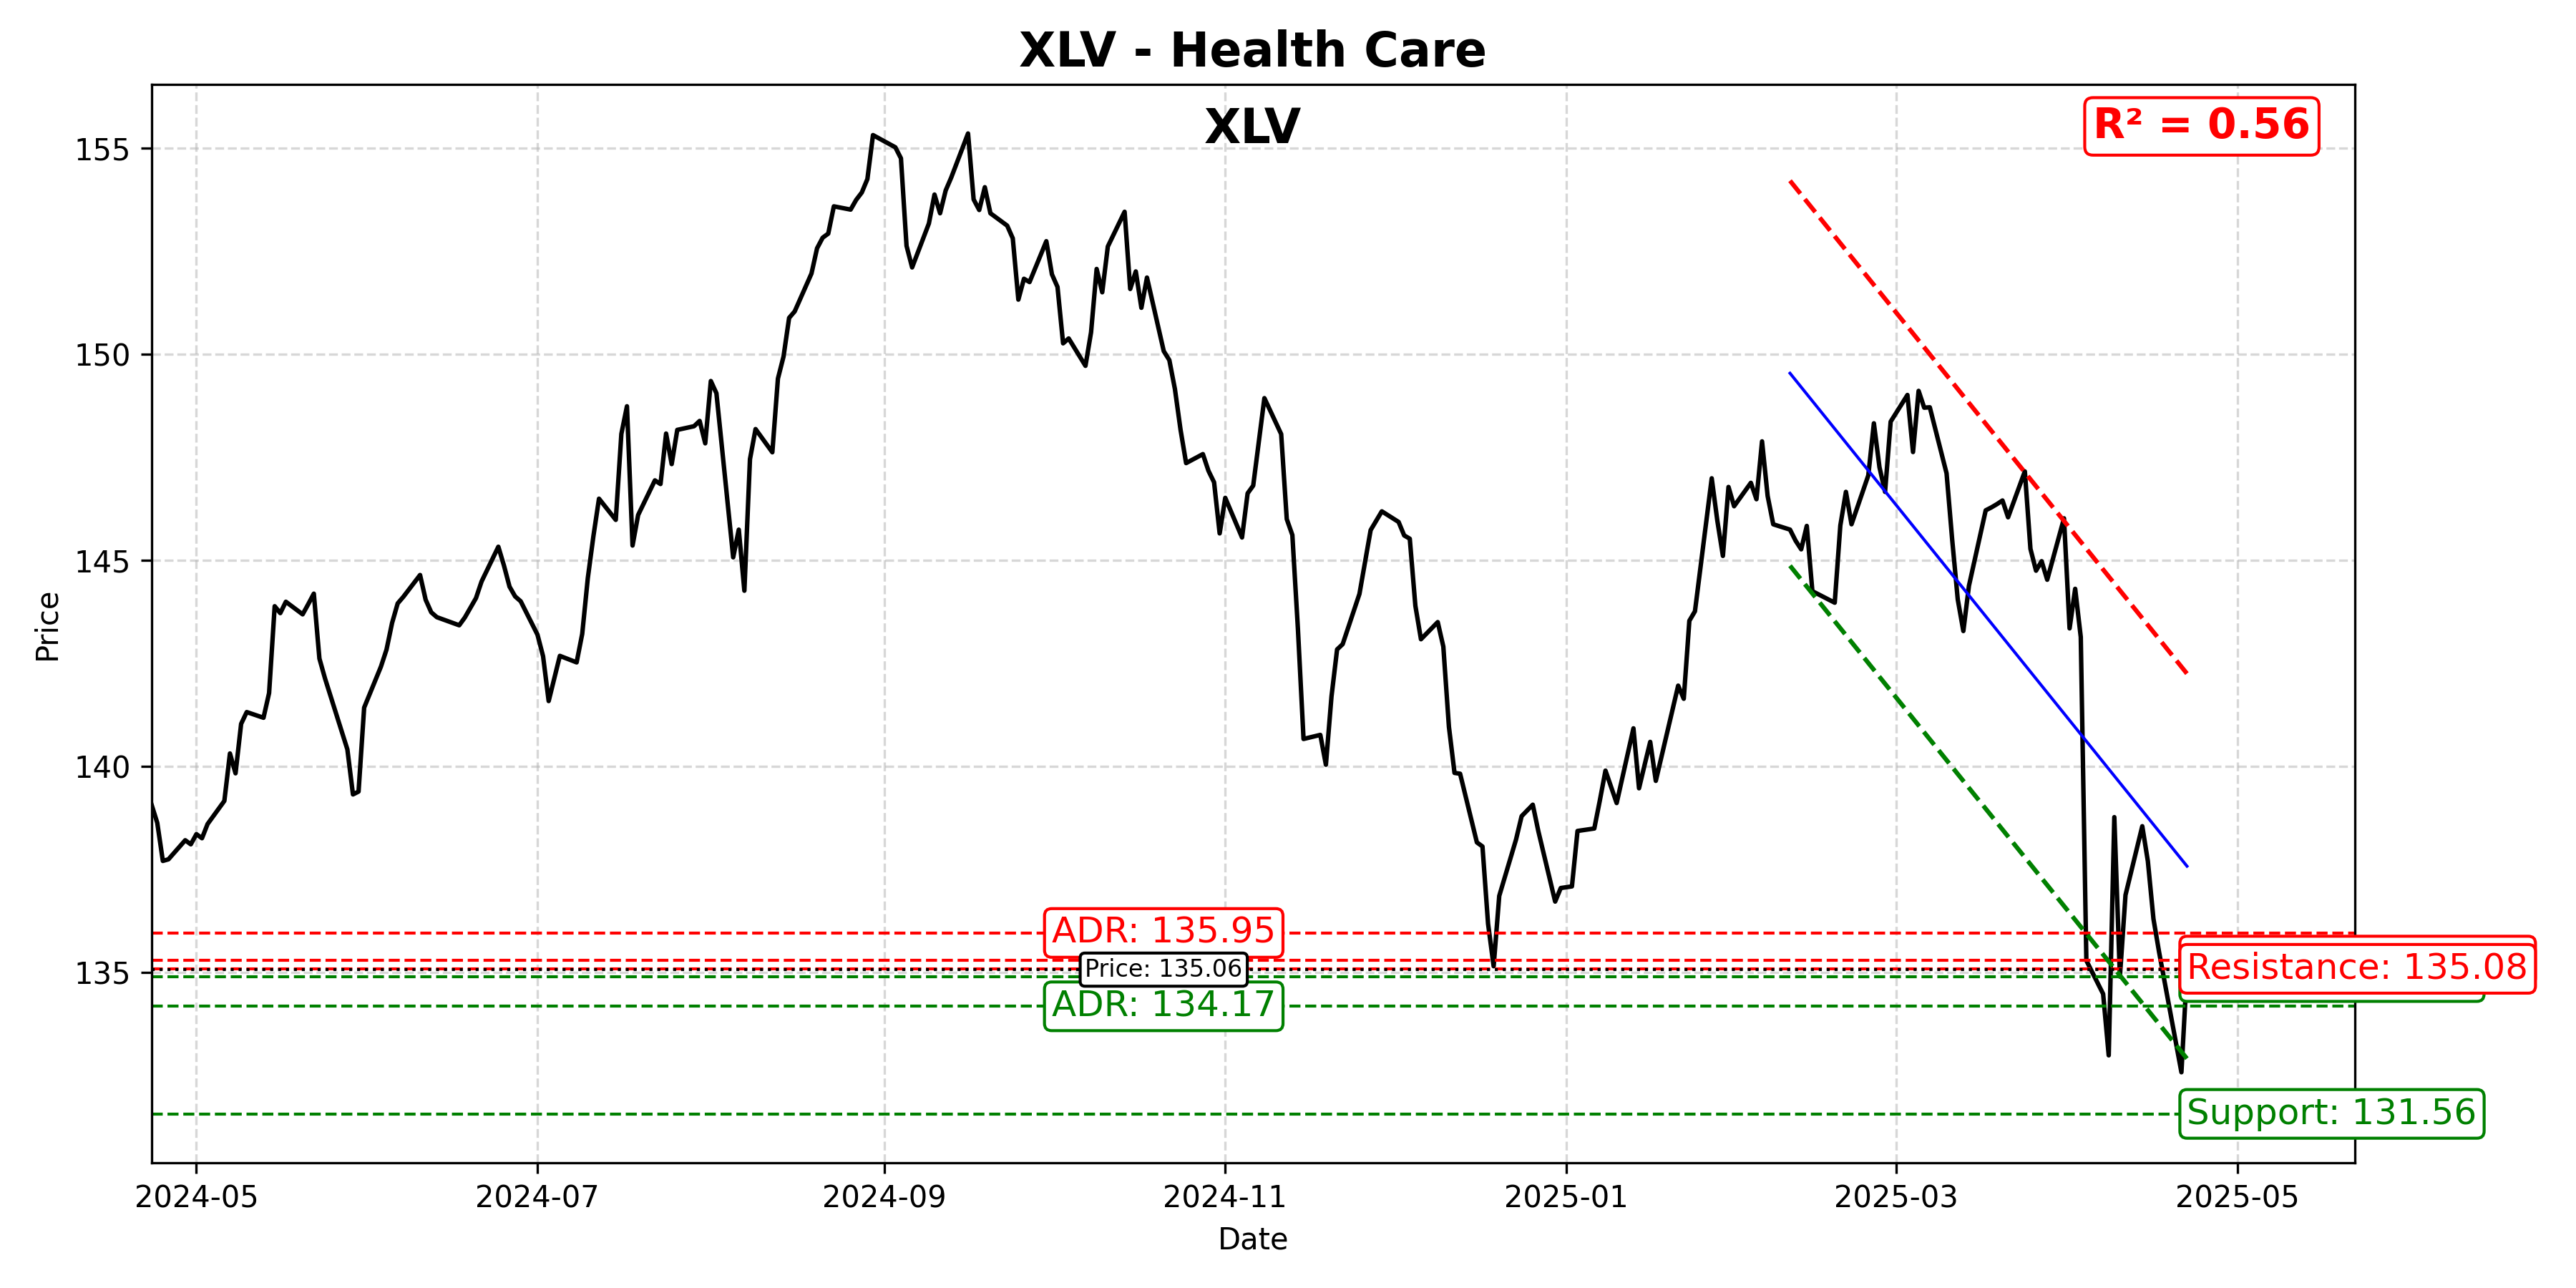 XLV - Health Care
XLV
R² = 0.56
155
150
145
140
135
Price
ADR: 135.95
Price: 135.06
ADR: 134.17
Resistance: 135.08
Support: 131.56
2024-05
2024-07
2024-09
2024-11
2025-01
2025-03
2025-05
Date